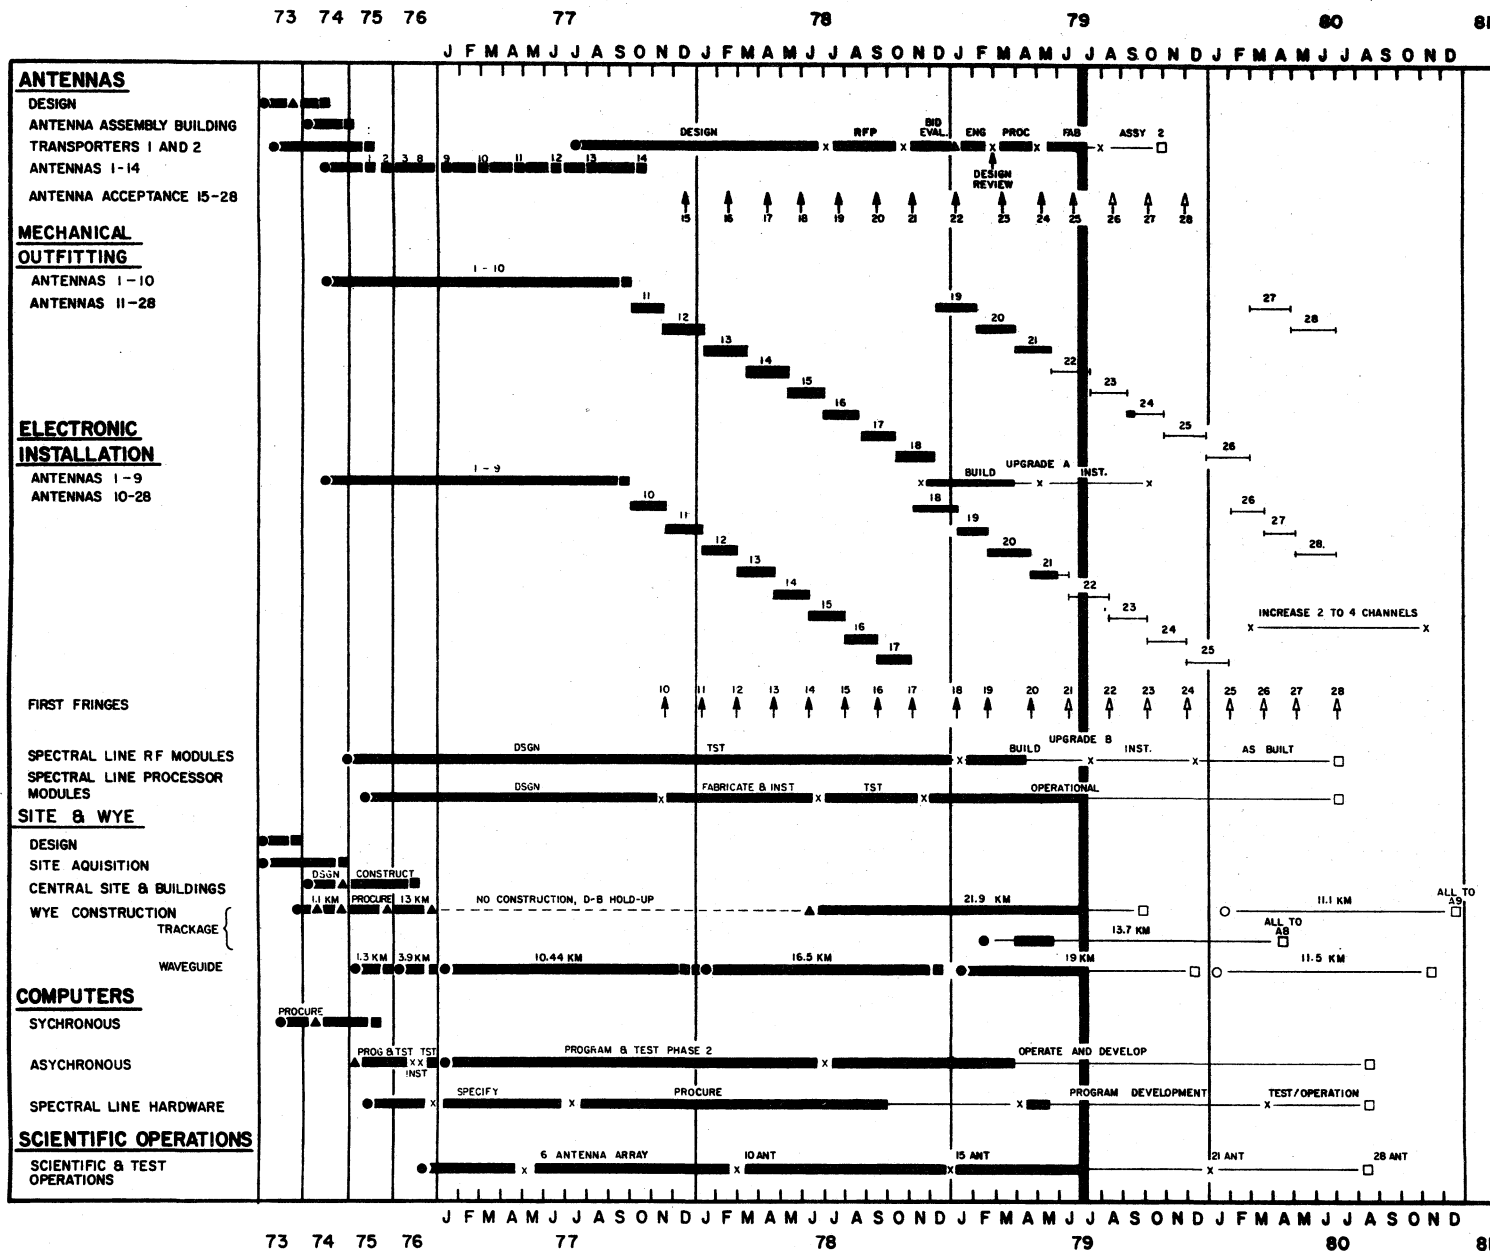 73 74 75 76 77 78 79 80 81
J F M A M J J A S O N D J F M A M J J A S O N D J F M A M J J A S O N D J F M A M J J A S O N D
ANTENNAS
DESIGN
ANTENNA ASSEMBLY BUILDING
DESIGN RFP BID EVAL. ENG PROC FAB ASSY 2
TRANSPORTERS 1 AND 2
1 2 3 8 9 10 11 12 13 14
ANTENNAS 1-14
DESIGN REVIEW
ANTENNA ACCEPTANCE 15-28
15 16 17 18 19 20 21 22 23 24 25 26 27 28
MECHANICAL
OUTFITTING
1 - 10
ANTENNAS 1-10
ANTENNAS 11-28
11 12 13 14 15 16 17 18 19 20 21 22 23 24 25 26 27 28
ELECTRONIC
INSTALLATION
1 - 9
ANTENNAS 1-9
BUILD UPGRADE A INST.
ANTENNAS 10-28
10 11 12 13 14 15 16 17 18 19 20 21 22 23 24 25 26 27 28.
INCREASE 2 TO 4 CHANNELS
10 11 12 13 14 15 16 17 18 19 20 21 22 23 24 25 26 27 28
FIRST FRINGES
DSGN TST BUILD UPGRADE B INST. AS BUILT
SPECTRAL LINE RF MODULES
SPECTRAL LINE PROCESSOR
MODULES
DSGN FABRICATE & INST TST OPERATIONAL
SITE & WYE
DESIGN
SITE AQUISITION
DSGN CONSTRUCT
CENTRAL SITE & BUILDINGS
1.1 KM PROCURE 13 KM NO CONSTRUCTION, D-B HOLD-UP 21.9 KM 11.1 KM ALL TO A9
WYE CONSTRUCTION
TRACKAGE
13.7 KM ALL TO A8
WAVEGUIDE
1.3 KM 3.9KM 10.44 KM 16.5 KM 19 KM 11.5 KM
COMPUTERS
PROCURE
SYCHRONOUS
PROG & TST TST INST PROGRAM & TEST PHASE 2 OPERATE AND DEVELOP
ASYCHRONOUS
SPECIFY PROCURE PROGRAM DEVELOPMENT TEST/OPERATION
SPECTRAL LINE HARDWARE
SCIENTIFIC OPERATIONS
6 ANTENNA ARRAY 10 ANT 15 ANT 21 ANT 28 ANT
SCIENTIFIC & TEST
OPERATIONS
J F M A M J J A S O N D J F M A M J J A S O N D J F M A M J J A S O N D J F M A M J J A S O N D
73 74 75 76 77 78 79 80 81